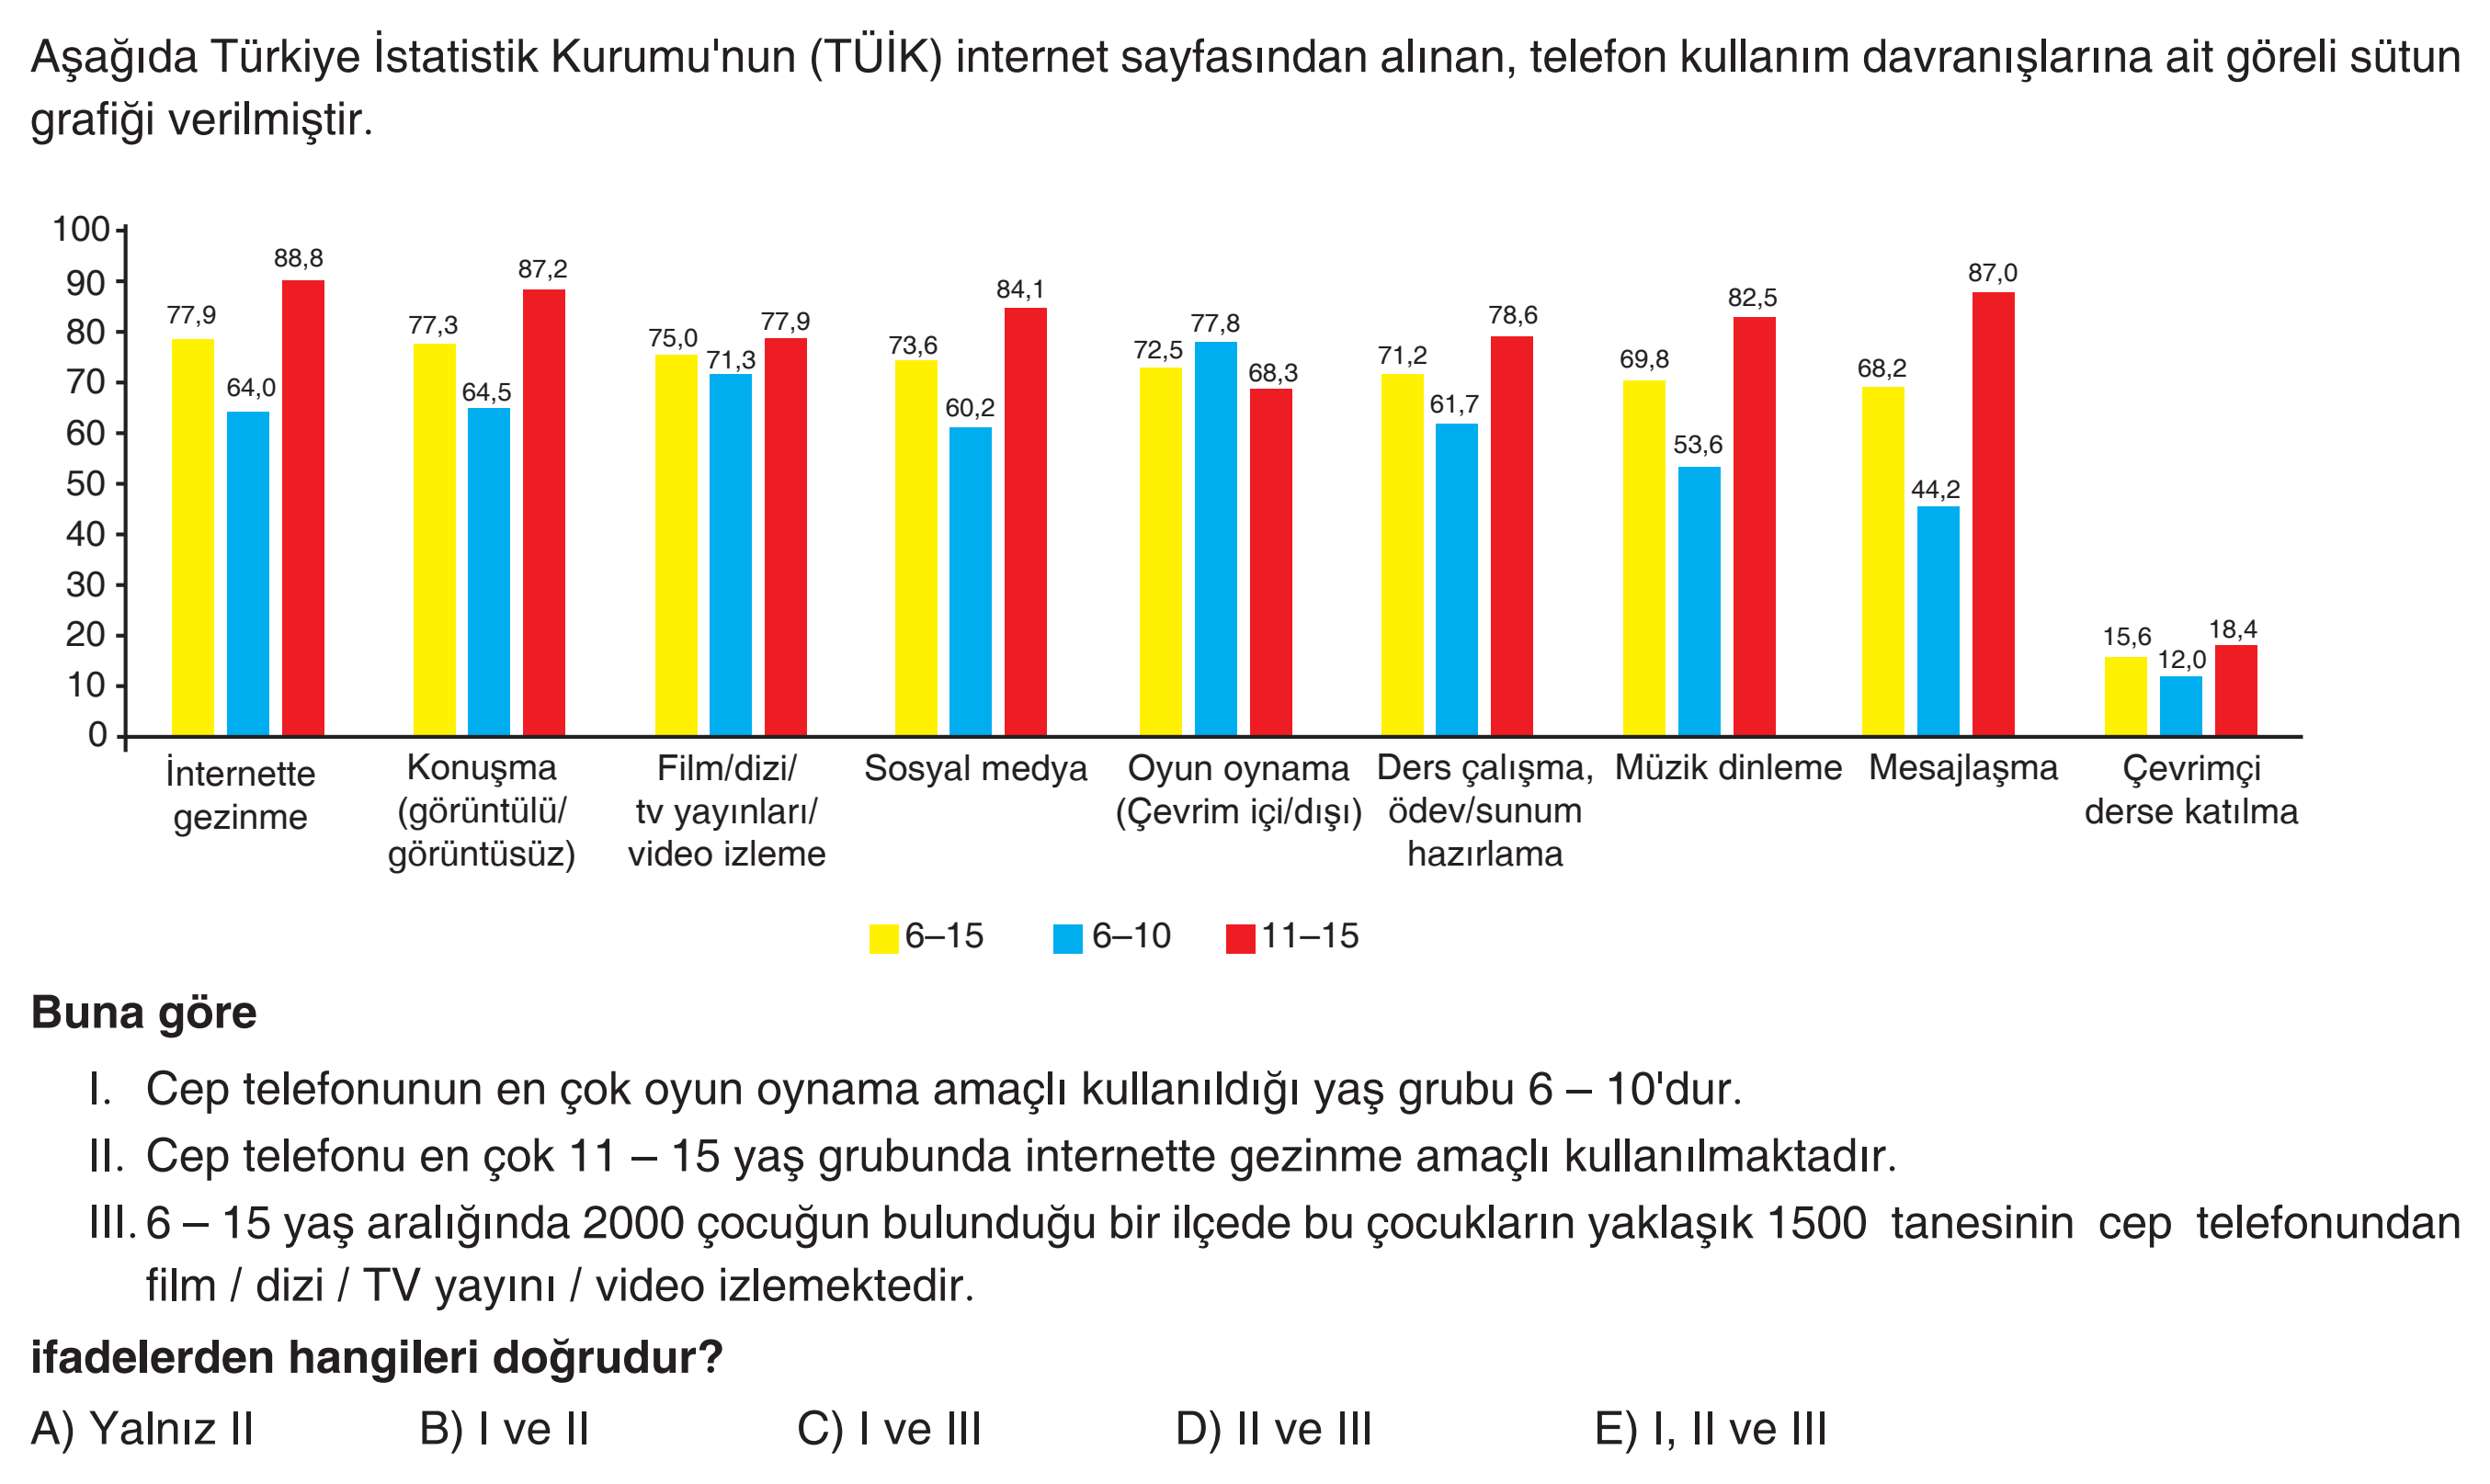 Aşağıda Türkiye İstatistik Kurumu'nun (TÜİK) internet sayfasından alınan, telefon kullanım davranışlarına ait göreli sütun
grafiği verilmiştir.
100
90
80
70
60
50
40
30
20
10
0
77,9 64,0 88,8
77,3 64,5 87,2
75,0 71,3 77,9
73,6 60,2 84,1
72,5 77,8 68,3
71,2 61,7 78,6
69,8 53,6 82,5
68,2 44,2 87,0
15,6 12,0 18,4
İnternette
gezinme
Konuşma
(görüntülü/
görüntüsüz)
Film/dizi/
tv yayınları/
video izleme
Sosyal medya
Oyun oynama
(Çevrim içi/dışı)
Ders çalışma,
ödev/sunum
hazırlama
Müzik dinleme
Mesajlaşma
Çevrimçi
derse katılma
6–15 6–10 11–15
Buna göre
I. Cep telefonunun en çok oyun oynama amaçlı kullanıldığı yaş grubu 6 – 10'dur.
II. Cep telefonu en çok 11 – 15 yaş grubunda internette gezinme amaçlı kullanılmaktadır.
III. 6 – 15 yaş aralığında 2000 çocuğun bulunduğu bir ilçede bu çocukların yaklaşık 1500 tanesinin cep telefonundan
film / dizi / TV yayını / video izlemektedir.
ifadelerden hangileri doğrudur?
A) Yalnız II B) I ve II C) I ve III D) II ve III E) I, II ve III